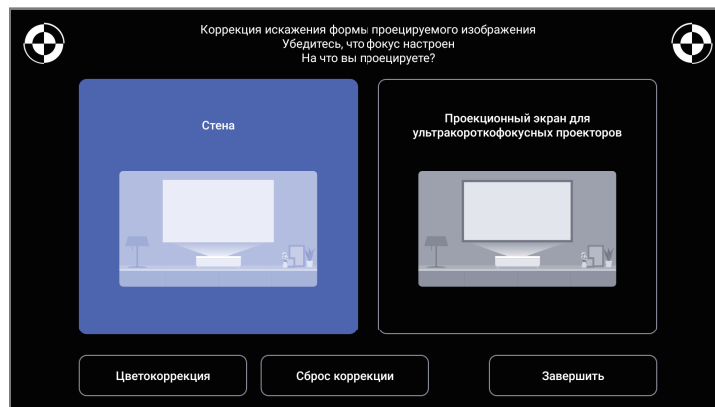 Коррекция искажения формы проецируемого изображения
Убедитесь, что фокус настроен
На что вы проецируете?
Стена
Проекционный экран для
ультракороткофокусных проекторов
Цветокоррекция
Сброс коррекции
Завершить